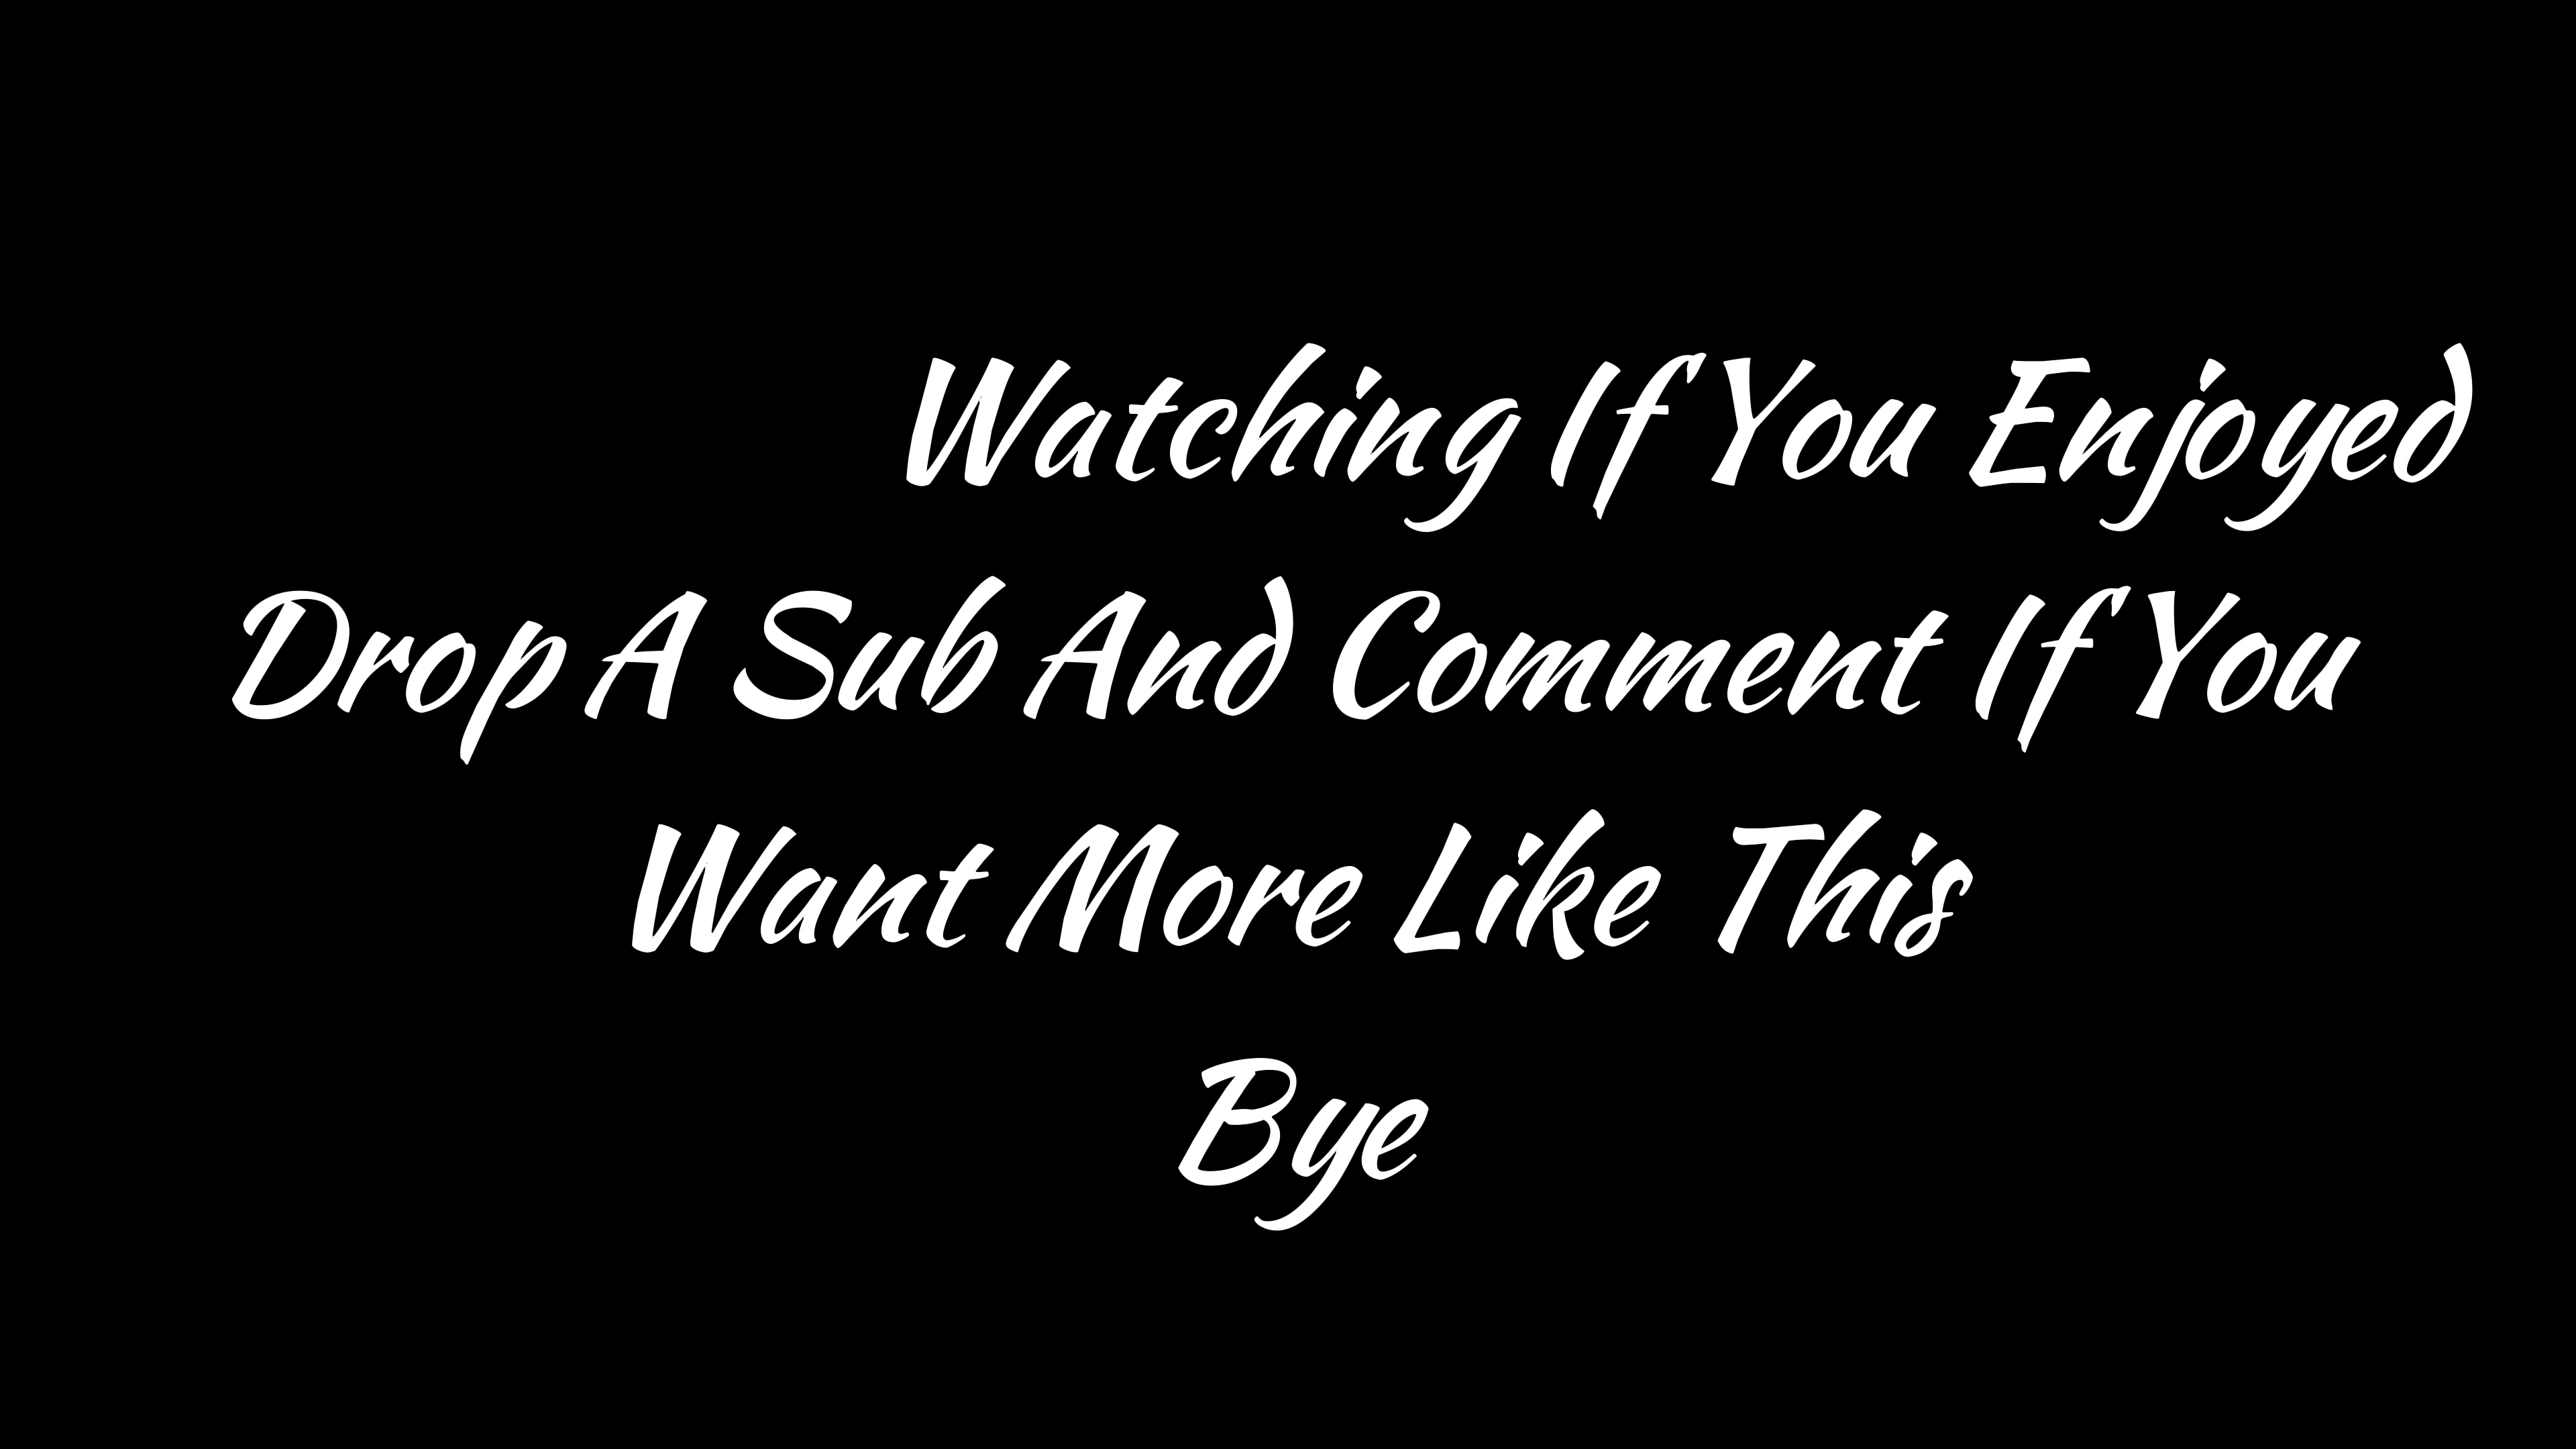 Watching If You Enjoyed
Drop A Sub And Comment If You
Want More Like This
Bye